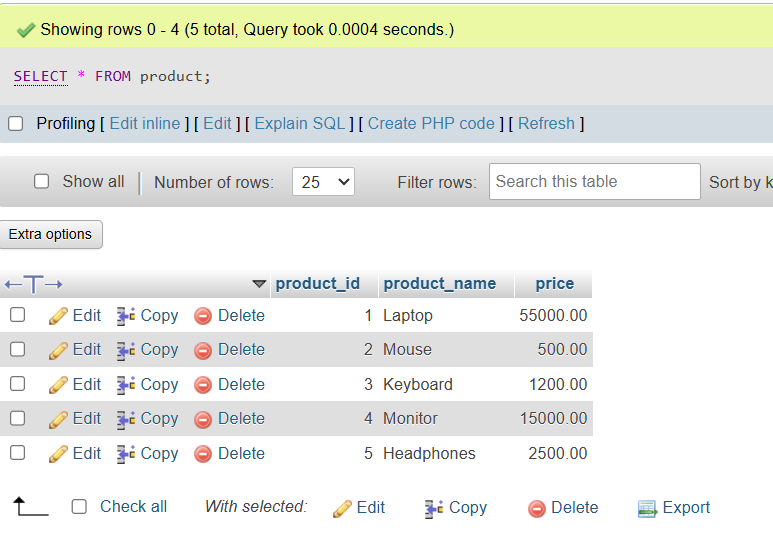 Showing rows 0 - 4 (5 total, Query took 0.0004 seconds.)
SELECT * FROM product;
Profiling [ Edit inline ] [ Edit ] [ Explain SQL ] [ Create PHP code ] [ Refresh ]
Show all Number of rows: 25 Filter rows: Search this table Sort by k
Extra options
product_id product_name price
Edit Copy Delete 1 Laptop 55000.00
Edit Copy Delete 2 Mouse 500.00
Edit Copy Delete 3 Keyboard 1200.00
Edit Copy Delete 4 Monitor 15000.00
Edit Copy Delete 5 Headphones 2500.00
Check all With selected: Edit Copy Delete Export